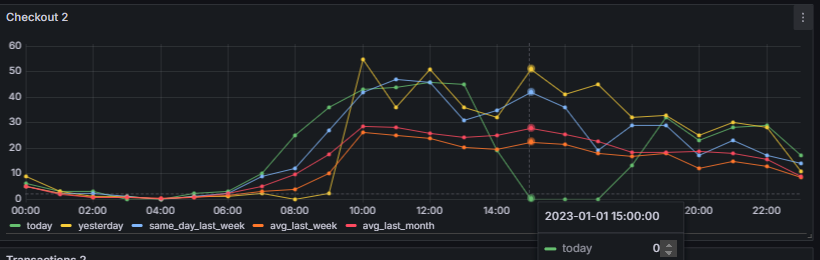 Checkout 2
60
50
40
30
20
10
0
00:00 02:00 04:00 06:00 08:00 10:00 12:00 14:00 20:00 22:00
today yesterday same_day_last_week avg_last_week avg_last_month
2023-01-01 15:00:00
today 0
Transactions 2